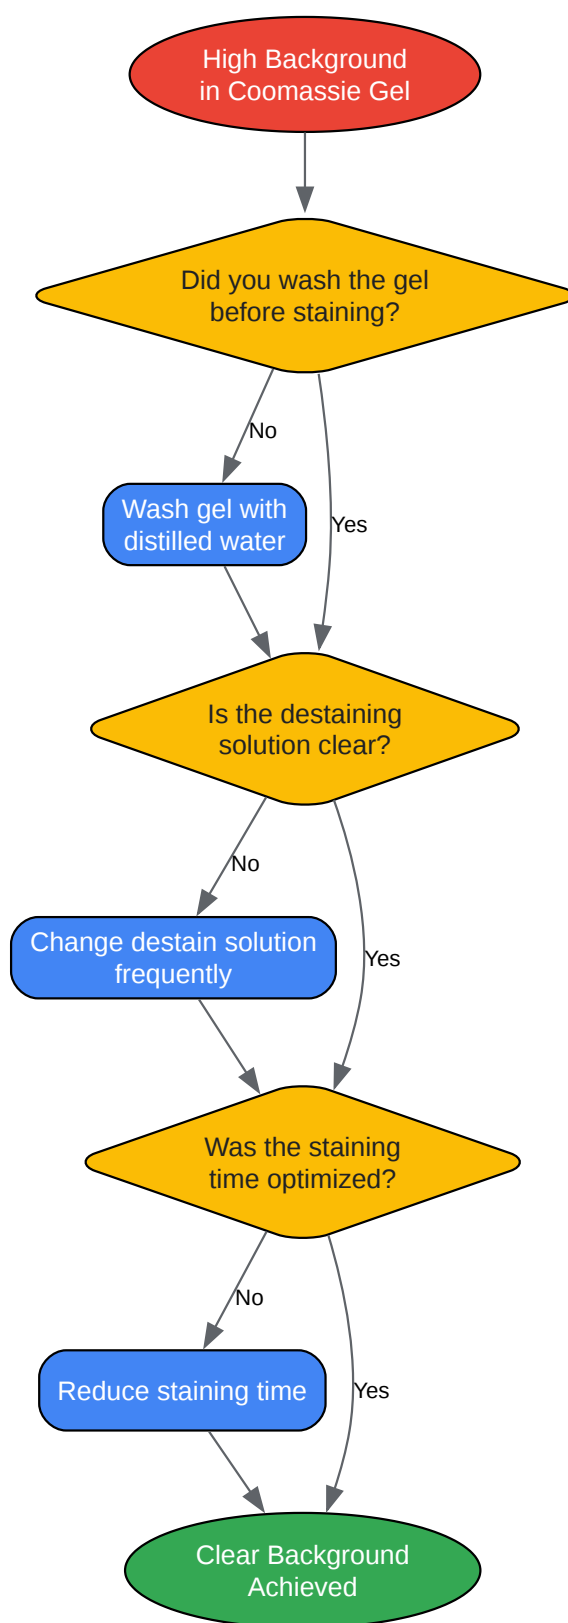 High Background
in Coomassie Gel
Did you wash the gel
before staining?
No
Wash gel with
distilled water
Yes
Is the destaining
solution clear?
No
Change destain solution
frequently
Yes
Was the staining
time optimized?
No
Reduce staining time
Yes
Clear Background
Achieved